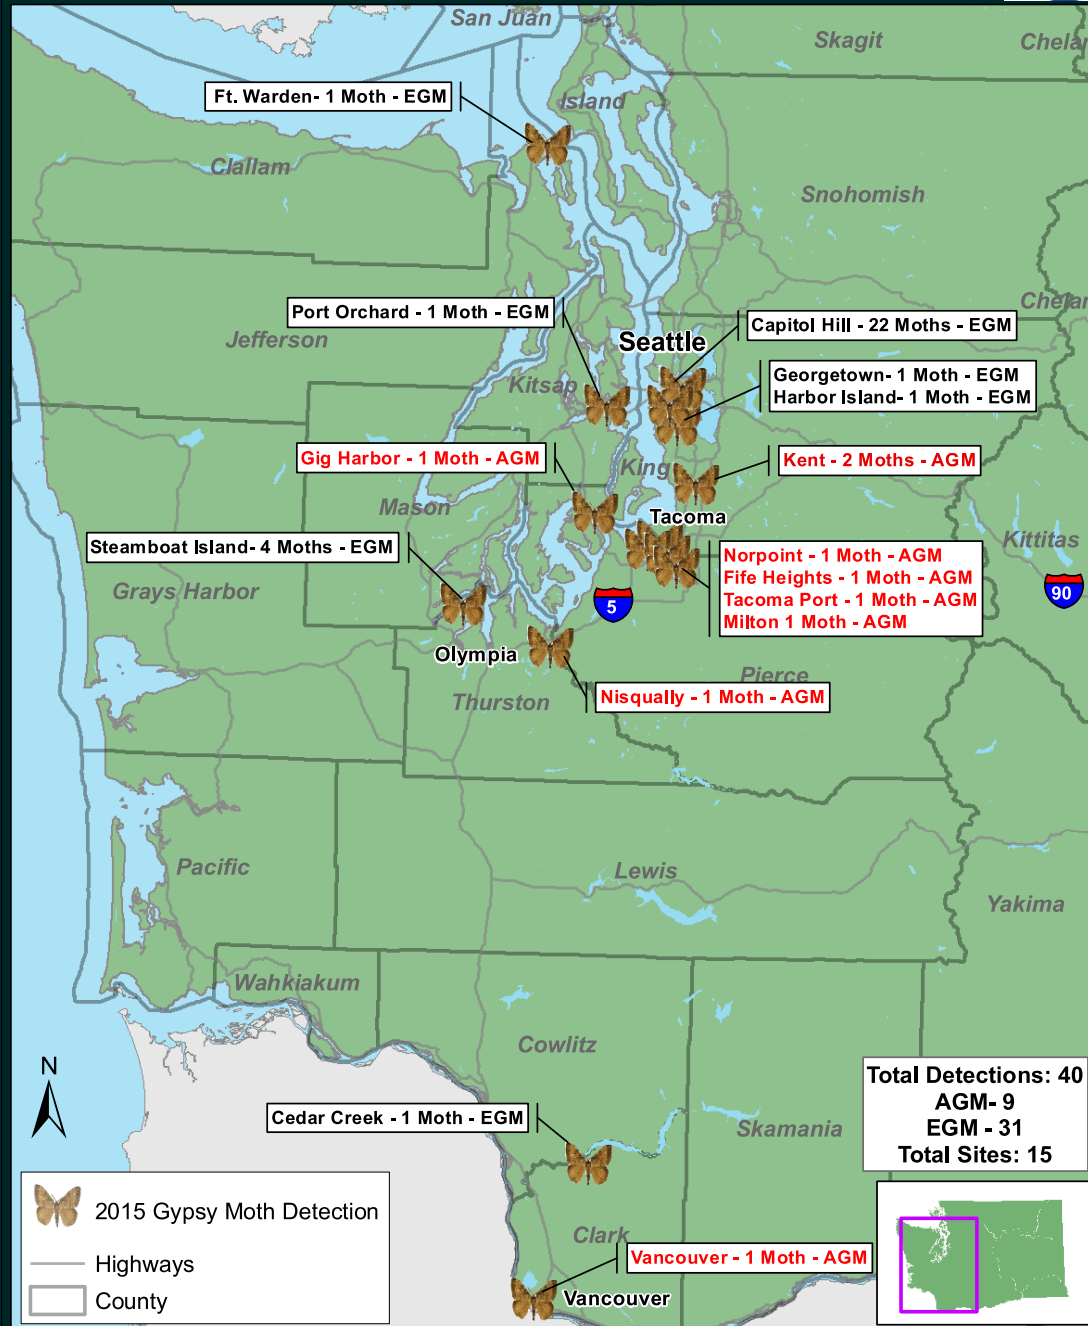 San Juan
Skagit
Chelan
Ft. Warden- 1 Moth - EGM
Island
Clallam
Snohomish
Chelan
Port Orchard - 1 Moth - EGM
Capitol Hill - 22 Moths - EGM
Seattle
Jefferson
Georgetown- 1 Moth - EGM
Harbor Island- 1 Moth - EGM
Kitsap
Gig Harbor - 1 Moth - AGM
King
Kent - 2 Moths - AGM
Mason
Tacoma
Kittitas
Steamboat Island- 4 Moths - EGM
Norpoint - 1 Moth - AGM
Fife Heights - 1 Moth - AGM
Tacoma Port - 1 Moth - AGM
Milton 1 Moth - AGM
Grays Harbor
5
90
Olympia
Pierce
Thurston
Nisqually - 1 Moth - AGM
Pacific
Lewis
Yakima
Wahkiakum
Cowlitz
N
Total Detections: 40
AGM- 9
EGM - 31
Total Sites: 15
Cedar Creek - 1 Moth - EGM
Skamania
2015 Gypsy Moth Detection
Highways
County
Clark
Vancouver - 1 Moth - AGM
Vancouver